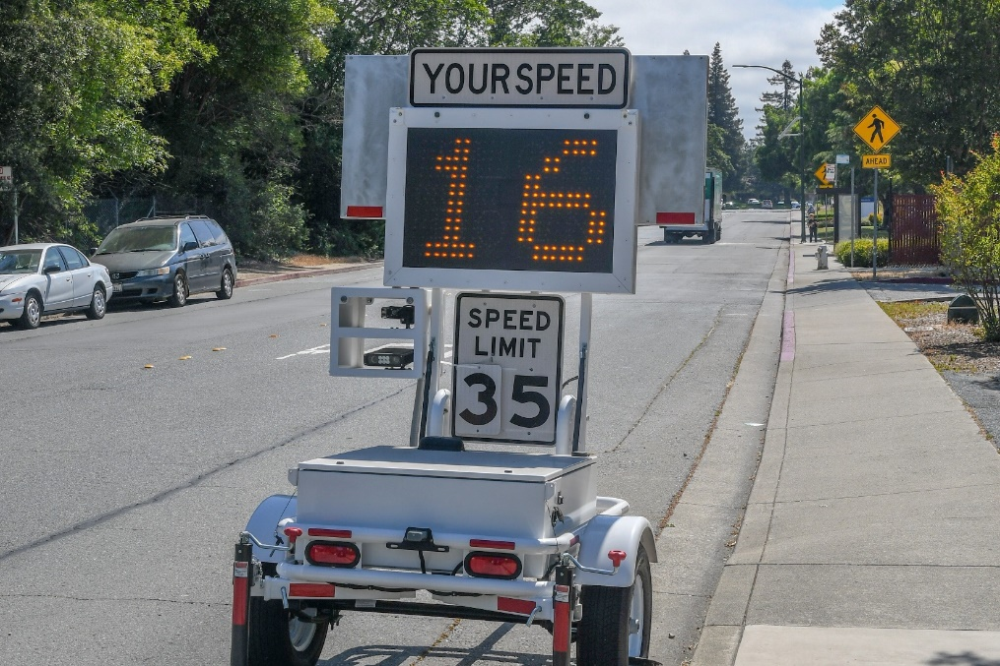 YOUR SPEED
16
SPEED
LIMIT
35
AHEAD